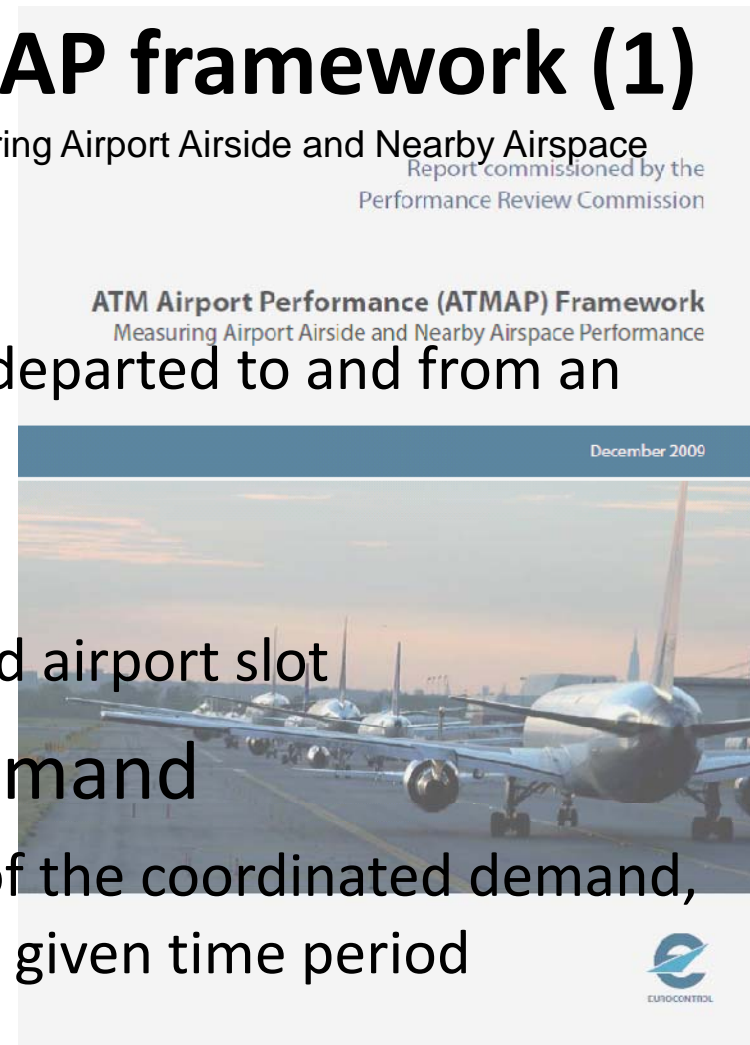 AP framework (1)
ring Airport Airside and Nearby Airspace
Report commissioned by the
Performance Review Commission
ATM Airport Performance (ATMAP) Framework
Measuring Airport Airside and Nearby Airspace Performance
departed to and from an
December 2009
d airport slot
mand
of the coordinated demand,
given time period
EUROCONTROL